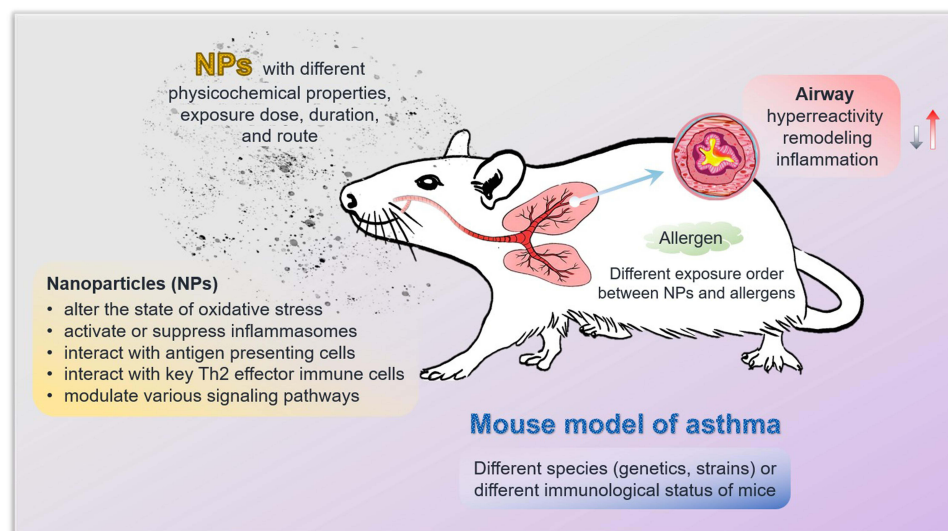 NPs with different
physicochemical properties,
exposure dose, duration,
and route
Airway
hyperreactivity
remodeling
inflammation
Allergen
Different exposure order
between NPs and allergens
Nanoparticles (NPs)
• alter the state of oxidative stress
• activate or suppress inflammasomes
• interact with antigen presenting cells
• interact with key Th2 effector immune cells
• modulate various signaling pathways
Mouse model of asthma
Different species (genetics, strains) or
different immunological status of mice